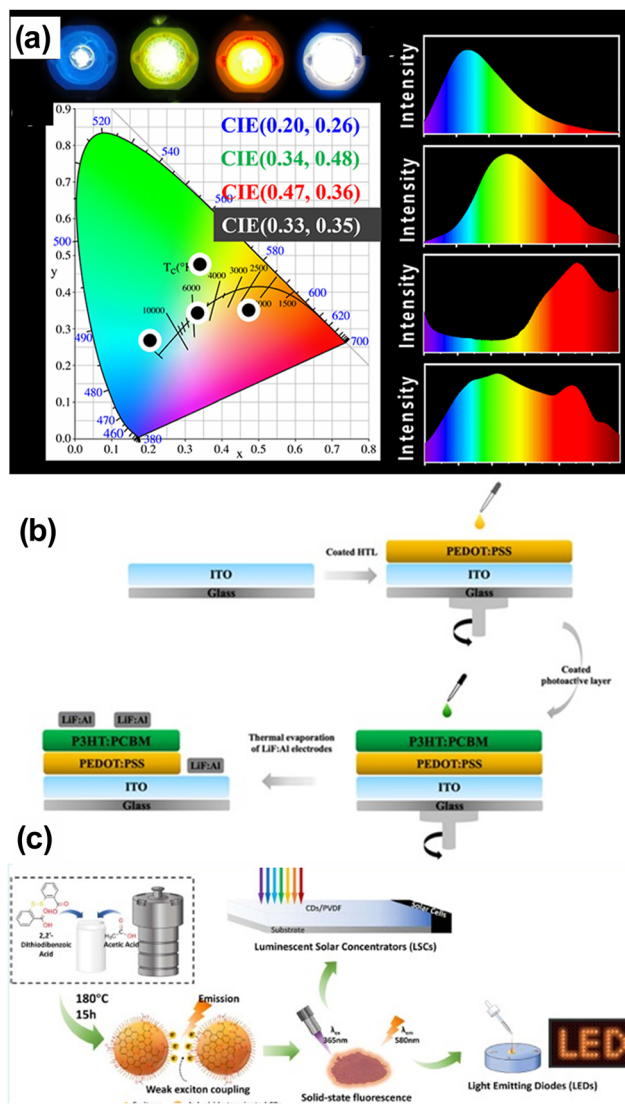 (a)
CIE(0.20, 0.26)
CIE(0.34, 0.48)
CIE(0.47, 0.36)
CIE(0.33, 0.35)
0.9
0.8
0.7
0.6
0.5
y
0.4
0.3
0.2
0.1
0.0
0.0
0.1
0.2
0.3
0.4
0.5
0.6
0.7
0.8
x
520
540
560
580
600
620
700
500
490
480
470
460
380
10000
6000
4000
3000
2500
1500
Intensity
Intensity
Intensity
Intensity
(b)
ITO
Glass
Coated HTL
PEDOT:PSS
ITO
Glass
Coated
photoactive layer
LiF:Al
LiF:Al
P3HT:PCBM
PEDOT:PSS
LiF:Al
ITO
Glass
Thermal evaporation
of LiF:Al electrodes
P3HT:PCBM
PEDOT:PSS
ITO
Glass
(c)
2,2'-
Dithiodibenzoic
Acid
Acetic Acid
CDs/PVDF
Solar Cells
Substrate
Luminescent Solar Concentrators (LSCs)
180°C
15h
Emission
Weak exciton coupling
λex
365nm
λem
580nm
Solid-state fluorescence
LED
Light Emitting Diodes (LEDs)